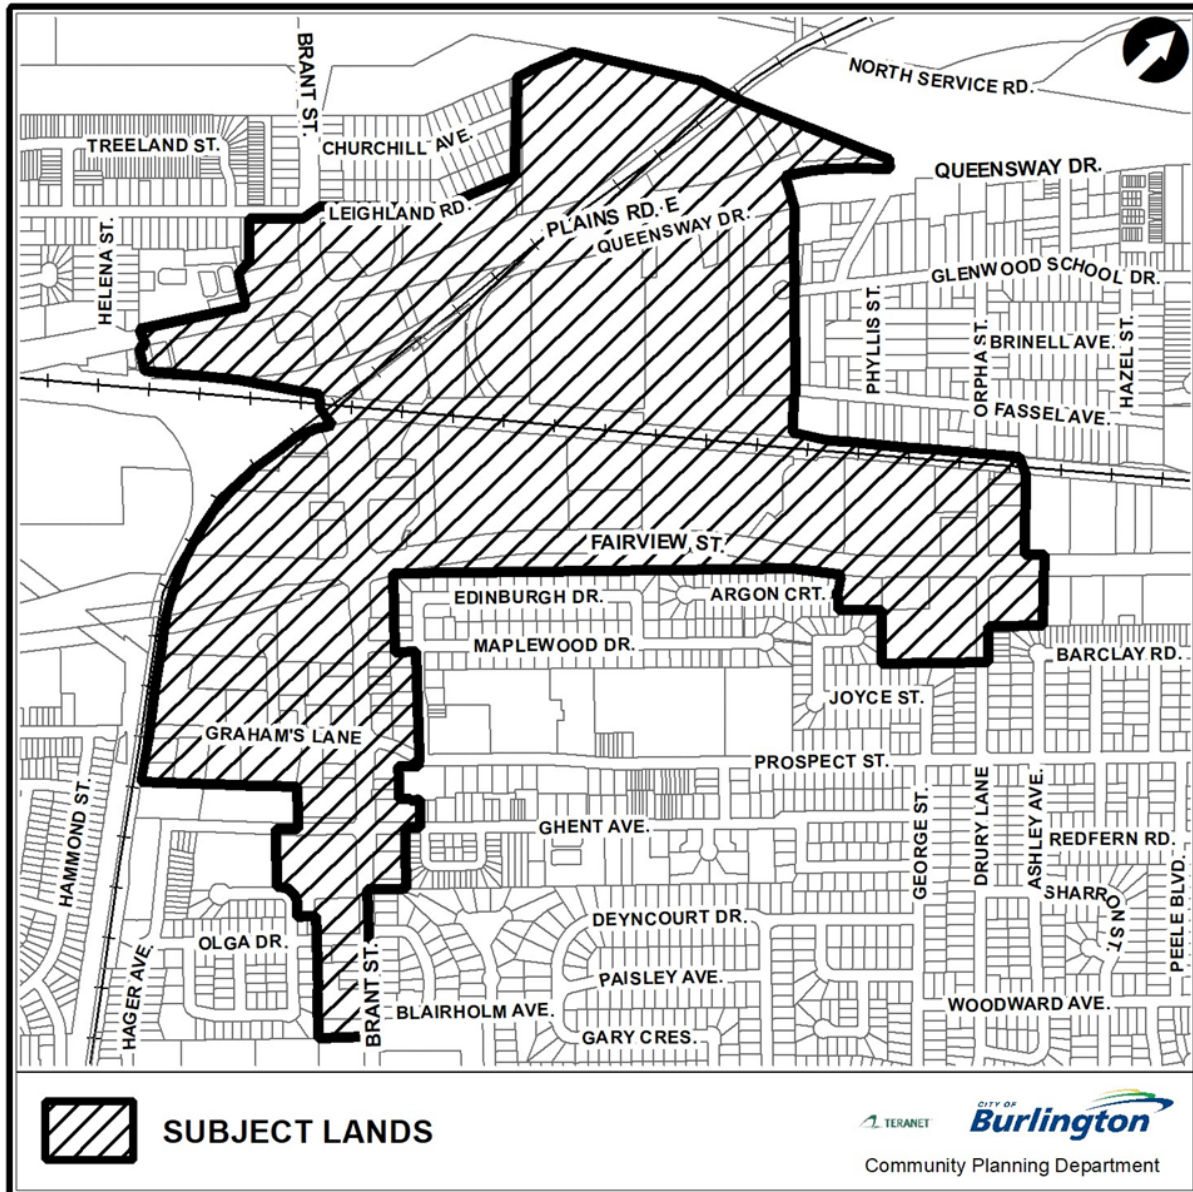 BRANT ST.
NORTH SERVICE RD.
TREELAND ST.
CHURCHILL AVE.
QUEENSWAY DR.
LEIGHLAND RD.
PLAINS RD. E
QUEENSWAY DR.
HELENA ST.
GLENWOOD SCHOOL DR.
PHYLLIS ST.
ORPHA ST.
BRINELL AVE.
HAZEL ST.
FASSEL AVE.
FAIRVIEW ST.
EDINBURGH DR.
ARGON CRT.
MAPLEWOOD DR.
BARCLAY RD.
JOYCE ST.
GRAHAM'S LANE
PROSPECT ST.
HAMMOND ST.
GHENT AVE.
GEORGE ST.
DRURY LANE
ASHLEY AVE.
REDFERN RD.
SHARRON ST.
PEELE BLVD.
DEYNCOURT DR.
OLGA DR.
HAGER AVE.
BRANT ST.
PAISLEY AVE.
BLAIRHOLM AVE.
WOODWARD AVE.
GARY CRES.
SUBJECT LANDS
TERANET
CITY OF
Burlington
Community Planning Department